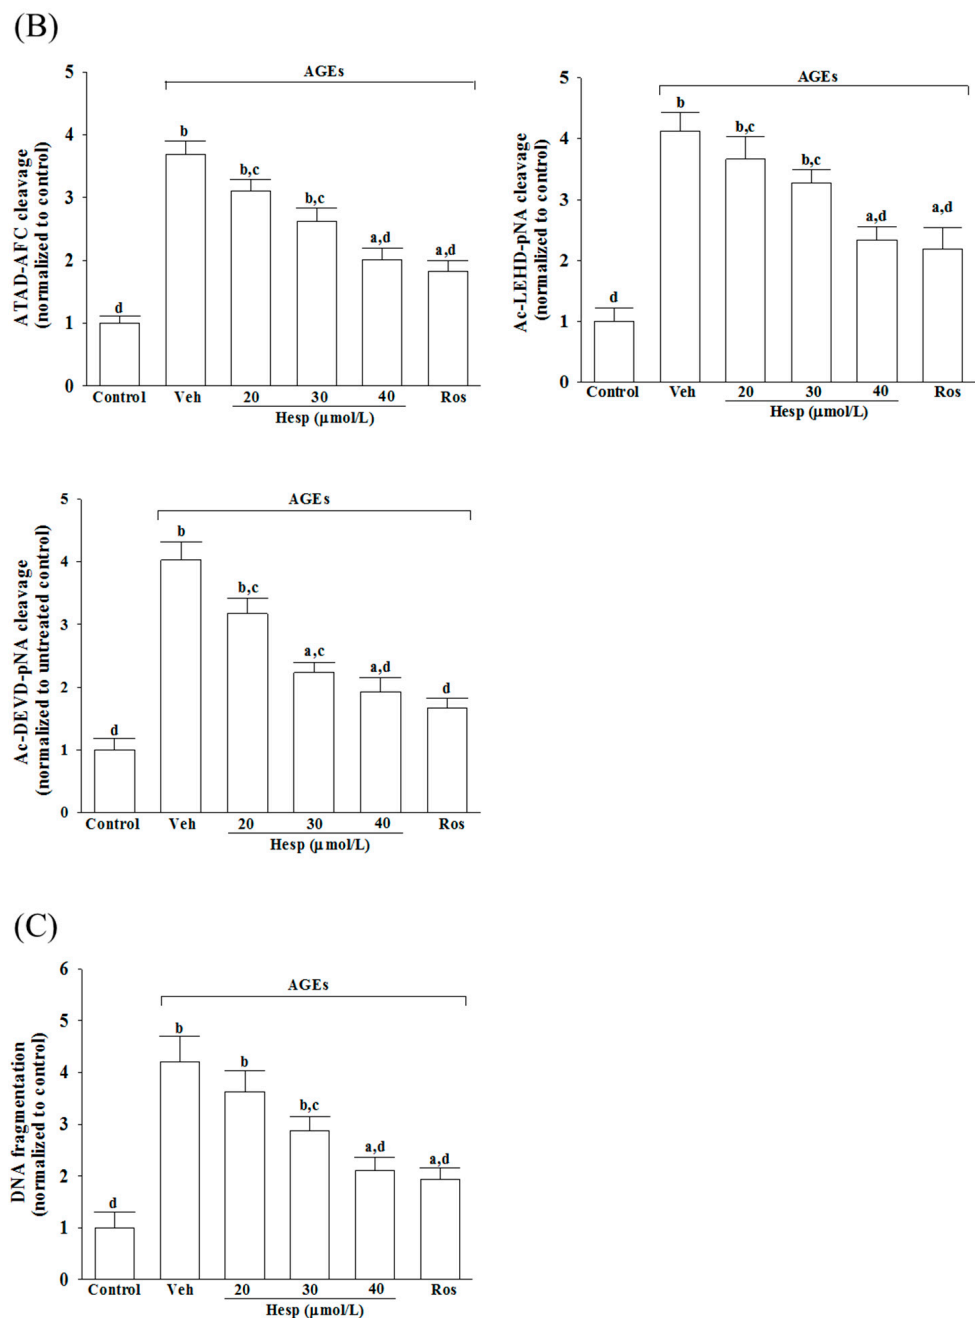 (B)
ATAD-AFC cleavage
(normalized to control)
5
4
3
2
1
0
AGEs
d
b
b,c
b,c
a,d
a,d
Control
Veh
20
30
40
Ros
Hesp (µmol/L)
Ac-LEHD-pNA cleavage
(normalized to control)
5
4
3
2
1
0
AGEs
d
b
b,c
b,c
a,d
a,d
Control
Veh
20
30
40
Ros
Hesp (µmol/L)
Ac-DEVD-pNA cleavage
(normalized to untreated control)
5
4
3
2
1
0
AGEs
d
b
b,c
a,c
a,d
d
Control
Veh
20
30
40
Ros
Hesp (µmol/L)
(C)
DNA fragmentation
(normalized to control)
6
5
4
3
2
1
0
AGEs
d
b
b
b,c
a,d
a,d
Control
Veh
20
30
40
Ros
Hesp (µmol/L)